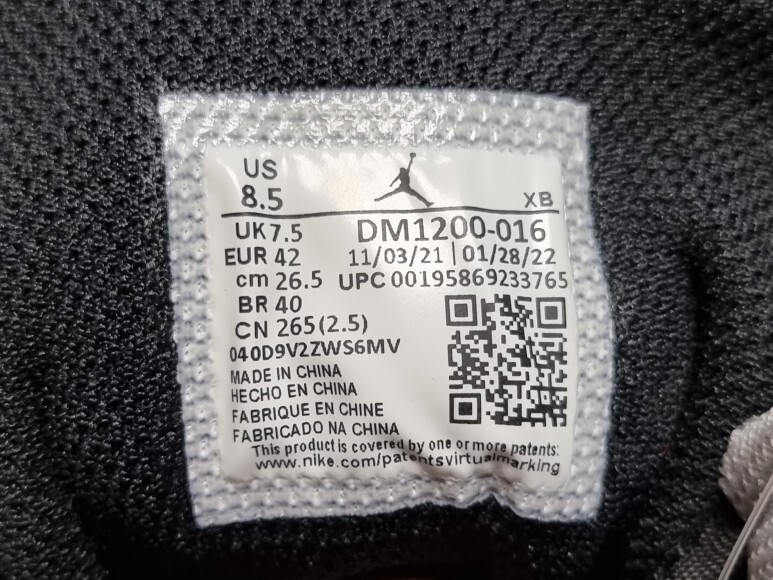 US
8.5
XB
UK 7.5
DM1200-016
EUR 42
11/03/21 | 01/28/22
cm 26.5
UPC 00195869233765
BR 40
CN 265 (2.5)
040D9V2ZWS6MV
MADE IN CHINA
HECHO EN CHINA
FABRIQUE EN CHINE
FABRICADO NA CHINA
This product is covered by one or more patents:
www.nike.com/patentsvirtualmarking